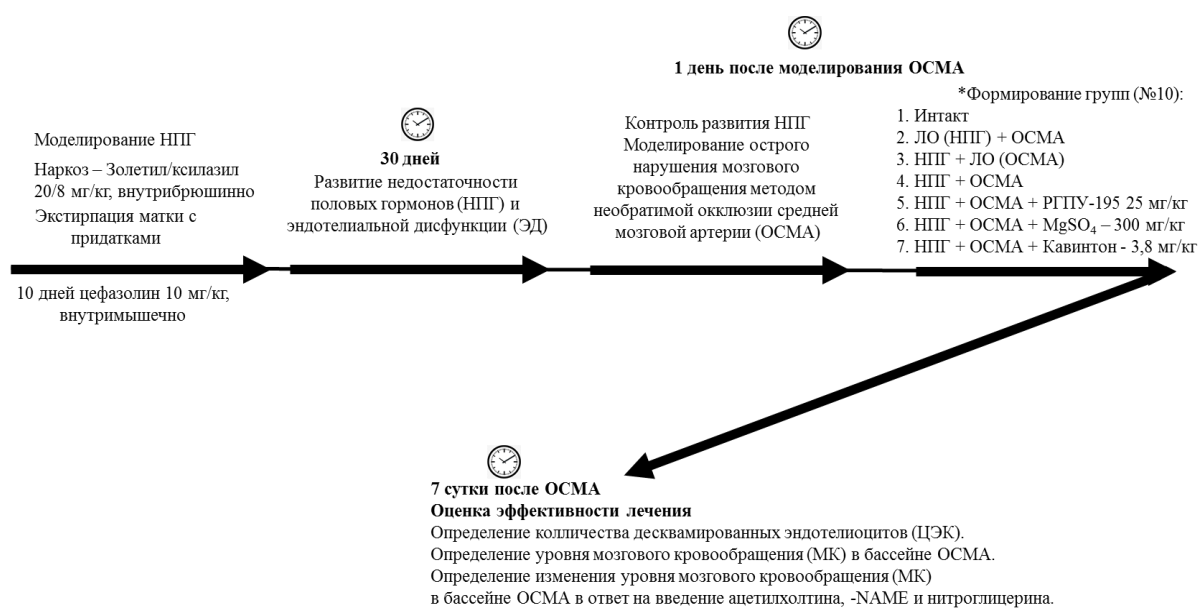 Моделирование НПГ
Наркоз – Золетил/ксилазил
20/8 мг/кг, внутрибрюшинно
Экстирпация матки с
придатками
10 дней цефазолин 10 мг/кг,
внутримышечно
30 дней
Развитие недостаточности
половых гормонов (НПГ) и
эндотелиальной дисфункции (ЭД)
1 день после моделирования ОСМА
Контроль развития НПГ
Моделирование острого
нарушения мозгового
кровообращения методом
необратимой окклюзии средней
мозговой артерии (ОСМА)
*Формирование групп (№10):
1. Интакт
2. ЛО (НПГ) + ОСМА
3. НПГ + ЛО (ОСМА)
4. НПГ + ОСМА
5. НПГ + ОСМА + РГПУ-195 25 мг/кг
6. НПГ + ОСМА + MgSO₄ – 300 мг/кг
7. НПГ + ОСМА + Кавинтон - 3,8 мг/кг
7 сутки после ОСМА
Оценка эффективности лечения
Определение колличества десквамированных эндотелиоцитов (ЦЭК).
Определение уровня мозгового кровообращения (МК) в бассейне ОСМА.
Определение изменения уровня мозгового кровообращения (МК)
в бассейне ОСМА в ответ на введение ацетилхолтина, -NAME и нитроглицерина.